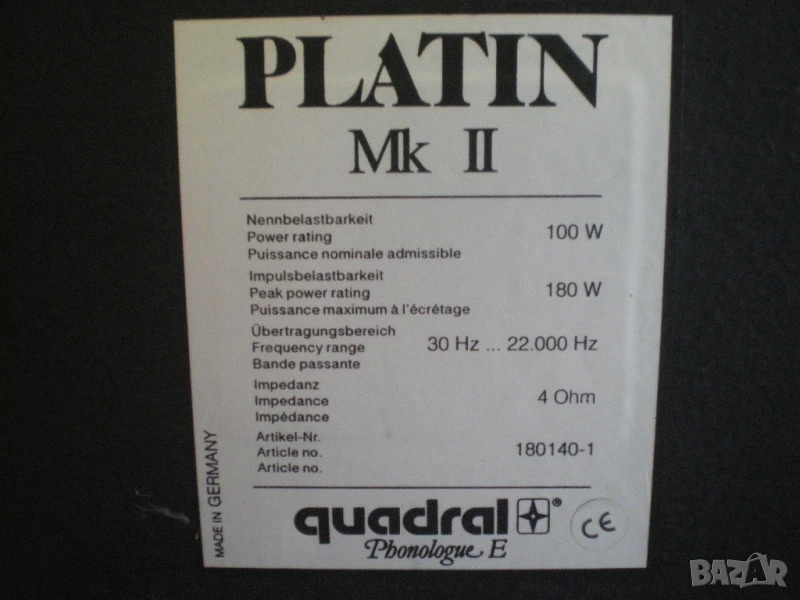 PLATIN
Mk II
Nennbelastbarkeit
Power rating 100 W
Puissance nominale admissible
Impulsbelastbarkeit
Peak power rating 180 W
Puissance maximum à l'écrétage
Übertragungsbereich
Frequency range 30 Hz ... 22.000 Hz
Bande passante
Impedanz
Impedance 4 Ohm
Impédance
Artikel-Nr.
Article no. 180140-1
Article no.
MADE IN GERMANY
quadral ®
Phonologue E
CE
BAZAR